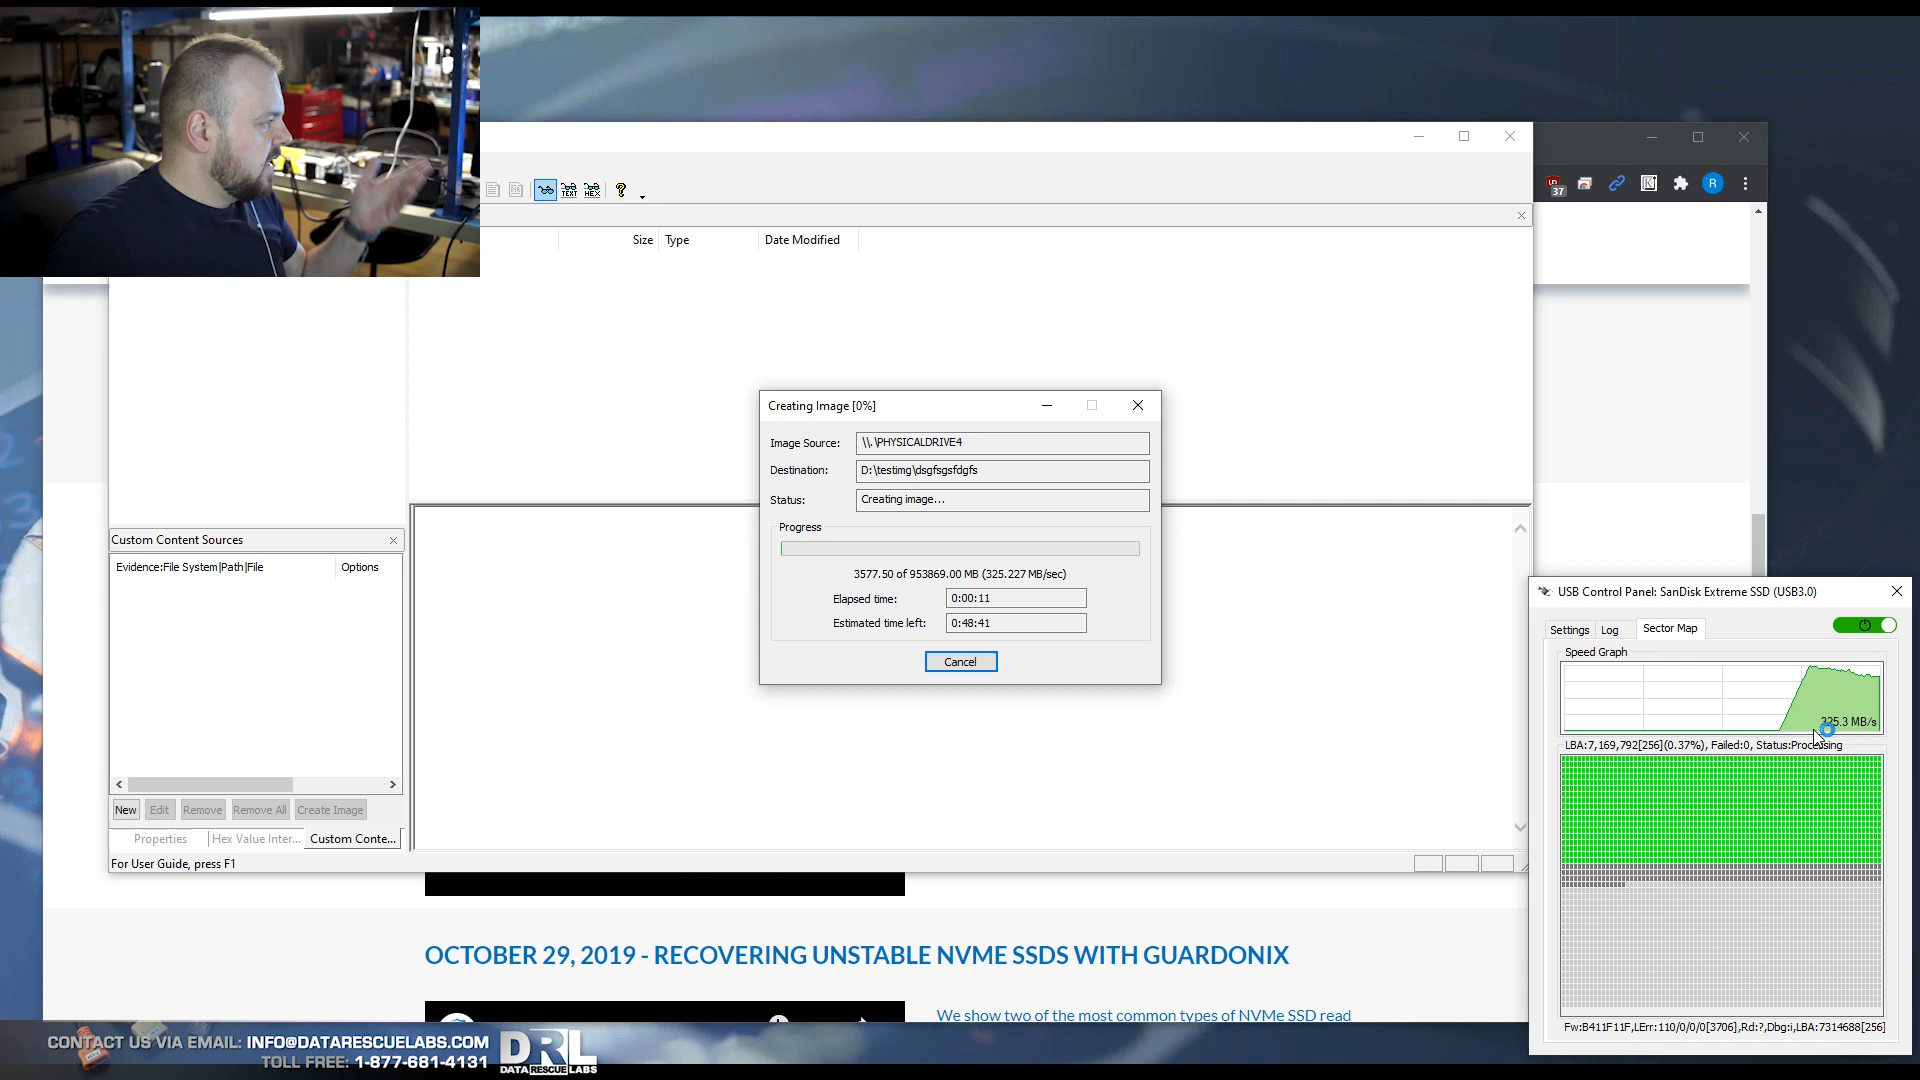 37
R
TEXT
HEX
?
Size
Type
Date Modified
Creating Image [0%]
Image Source:
\\.\PHYSICALDRIVE4
Destination:
D:\testimg\dsgfsgsfdgfs
Status:
Creating image...
Progress
3577.50 of 953869.00 MB (325.227 MB/sec)
Elapsed time:
0:00:11
Estimated time left:
0:48:41
Cancel
Custom Content Sources
Evidence:File System|Path|File
Options
New
Edit
Remove
Remove All
Create Image
Properties
Hex Value Inter...
Custom Conte...
For User Guide, press F1
USB Control Panel: SanDisk Extreme SSD (USB3.0)
Settings
Log
Sector Map
Speed Graph
325.3 MB/s
LBA:7,169,792[256](0.37%), Failed:0, Status:Processing
Fw:B411F11F,LErr:110/0/0/0[3706],Rd:?,Dbg:i,LBA:7314688[256]
OCTOBER 29, 2019 - RECOVERING UNSTABLE NVME SSDS WITH GUARDONIX
We show two of the most common types of NVMe SSD read
CONTACT US VIA EMAIL: INFO@DATARESCUELABS.COM
TOLL FREE: 1-877-681-4131
DRL
DATA RESCUE LABS